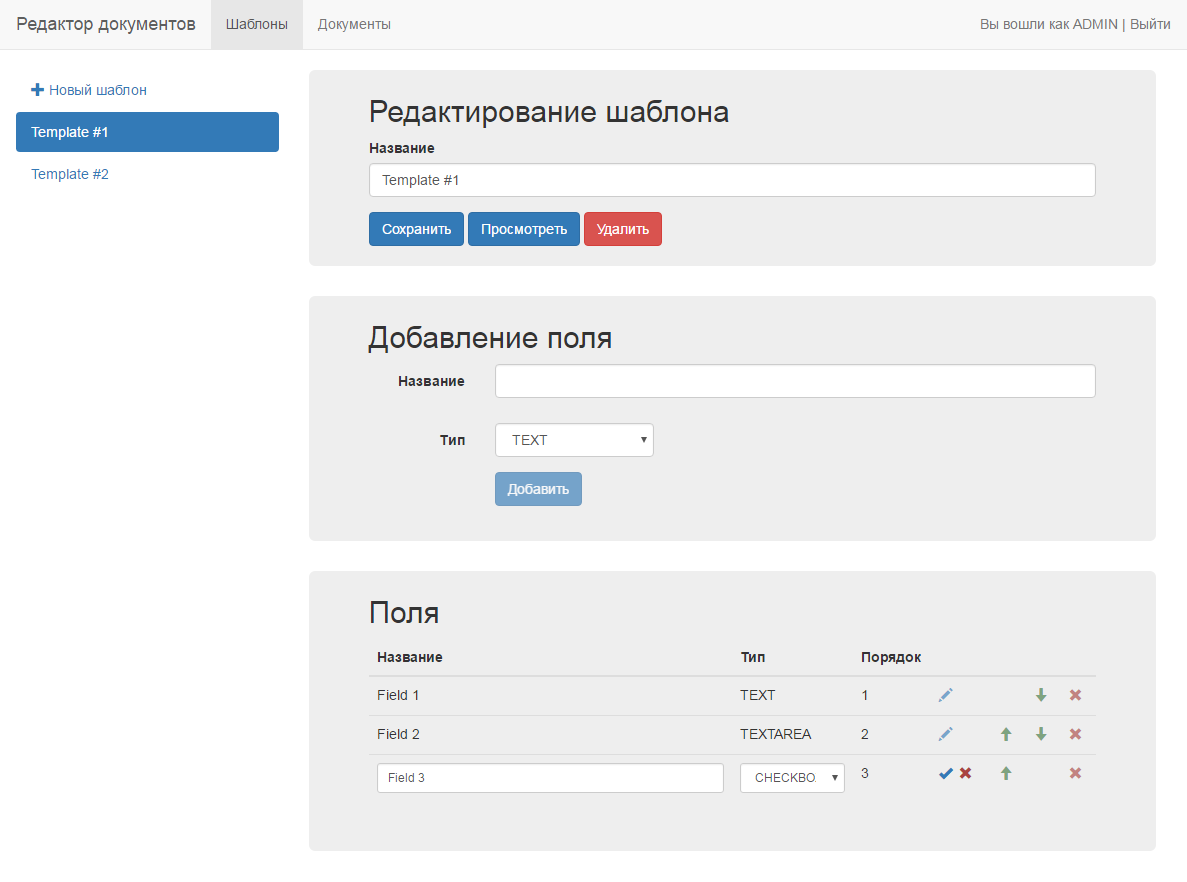 Редактор документов Шаблоны Документы Вы вошли как ADMIN | Выйти
Новый шаблон
Template #1
Template #2
Редактирование шаблона
Название
Template #1
Сохранить Просмотреть Удалить
Добавление поля
Название
Тип TEXT
Добавить
Поля
Название Тип Порядок
Field 1 TEXT 1
Field 2 TEXTAREA 2
Field 3 CHECKBO 3